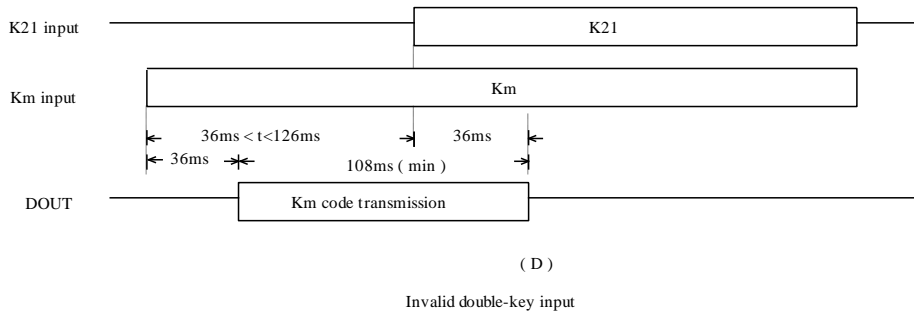 K21 input
K21
Km input
Km
36ms < t<126ms
36ms
36ms
108ms ( min )
DOUT
Km code transmission
( D )
Invalid double-key input